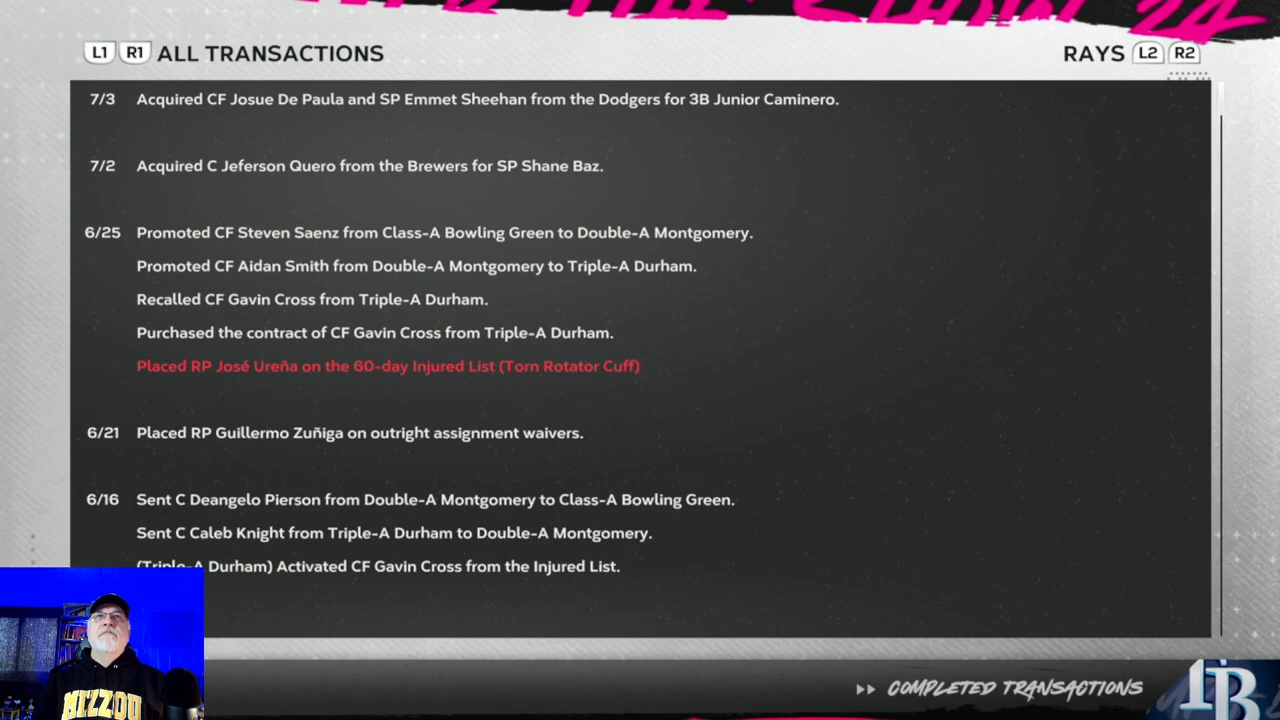 THE SHOW 24
L1 R1 ALL TRANSACTIONS
RAYS L2 R2
7/3 Acquired CF Josue De Paula and SP Emmet Sheehan from the Dodgers for 3B Junior Caminero.
7/2 Acquired C Jeferson Quero from the Brewers for SP Shane Baz.
6/25 Promoted CF Steven Saenz from Class-A Bowling Green to Double-A Montgomery.
Promoted CF Aidan Smith from Double-A Montgomery to Triple-A Durham.
Recalled CF Gavin Cross from Triple-A Durham.
Purchased the contract of CF Gavin Cross from Triple-A Durham.
Placed RP José Ureña on the 60-day Injured List (Torn Rotator Cuff)
6/21 Placed RP Guillermo Zuñiga on outright assignment waivers.
6/16 Sent C Deangelo Pierson from Double-A Montgomery to Class-A Bowling Green.
Sent C Caleb Knight from Triple-A Durham to Double-A Montgomery.
(Triple-A Durham) Activated CF Gavin Cross from the Injured List.
MIZZOU
COMPLETED TRANSACTIONS
TB